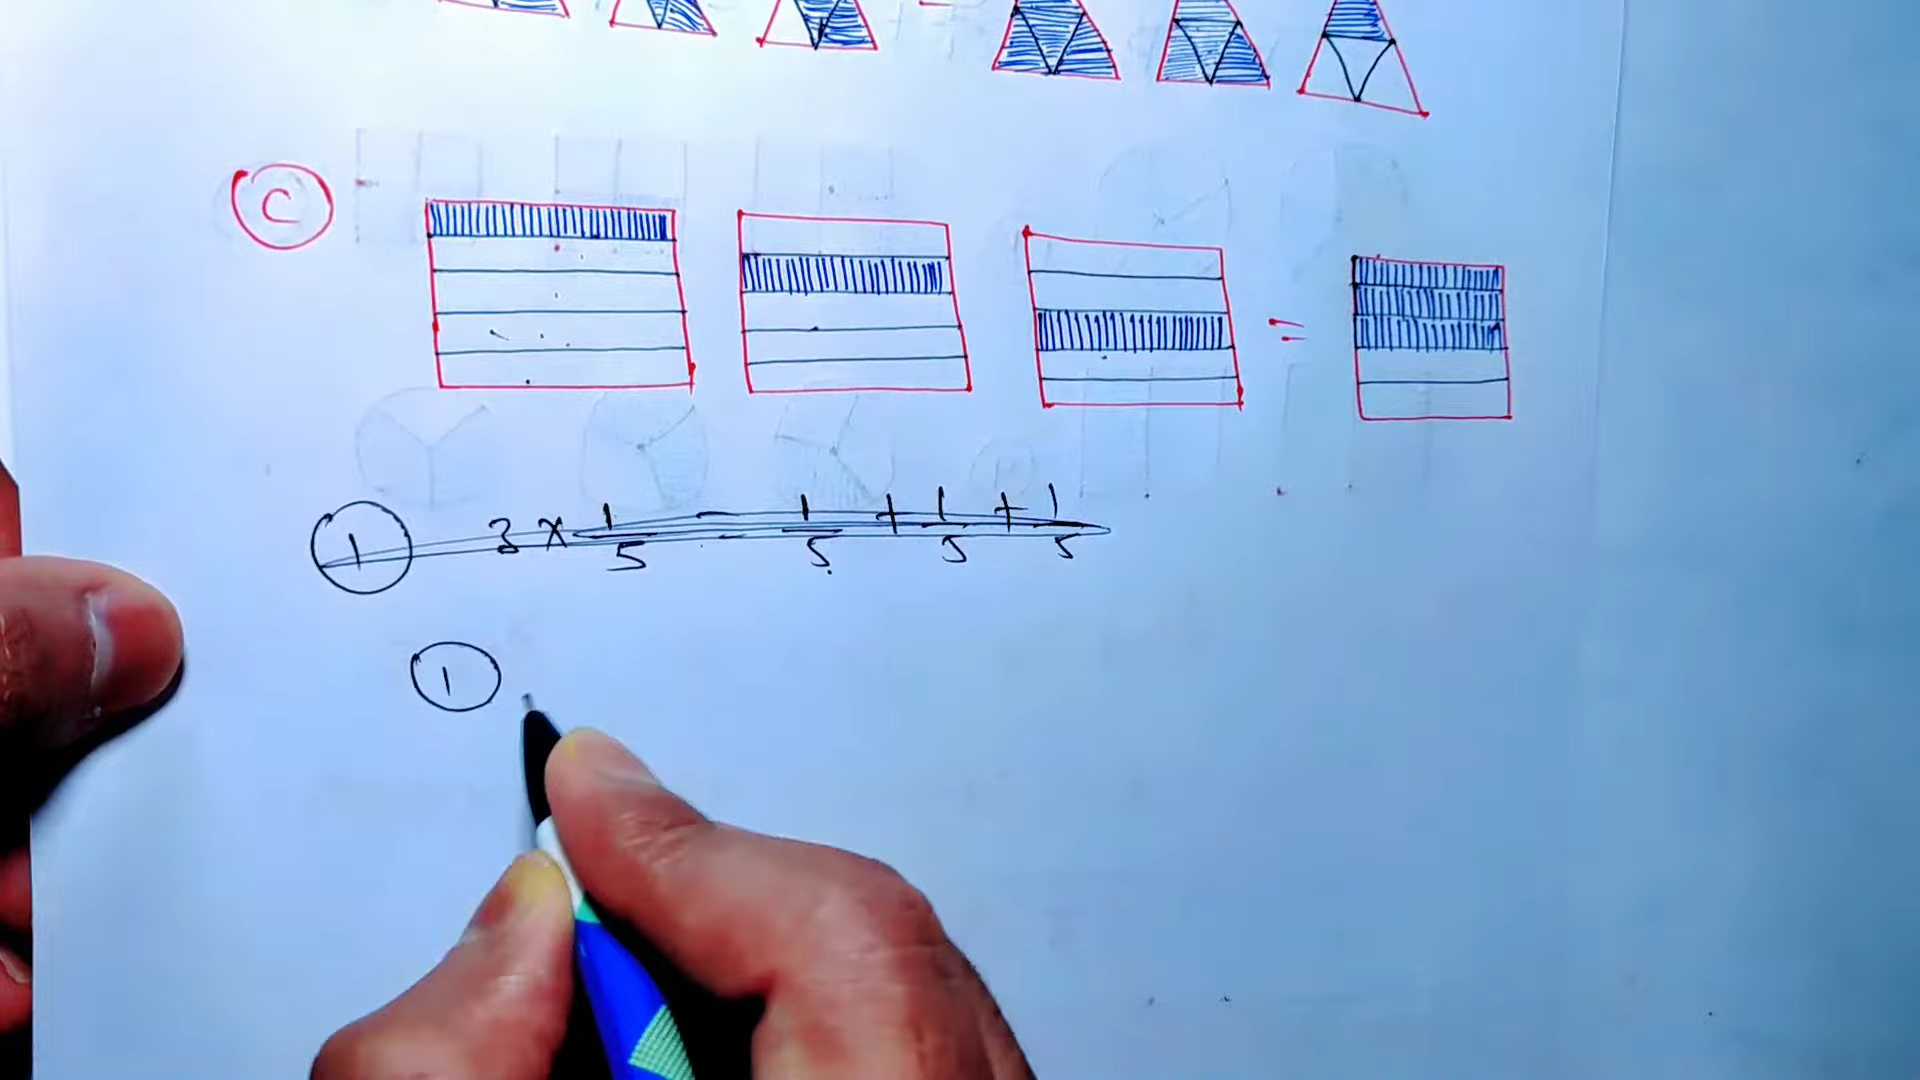 C
=
1 3 × 1/5 = 1/5 + 1/5 + 1/5
1